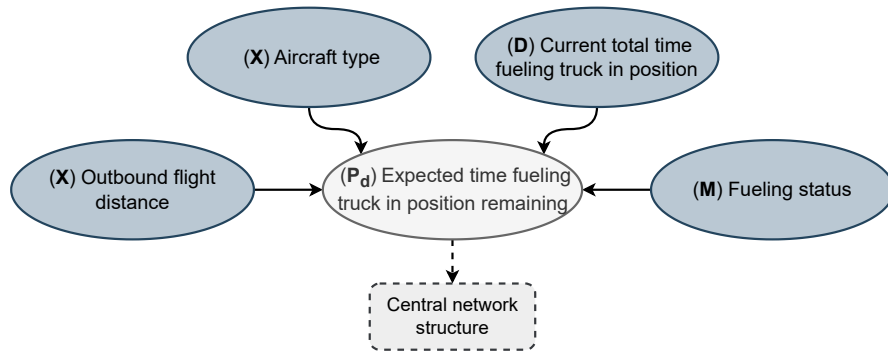 (X) Aircraft type
(D) Current total time
fueling truck in position
(X) Outbound flight
distance
(P_d) Expected time fueling
truck in position remaining
(M) Fueling status
Central network
structure